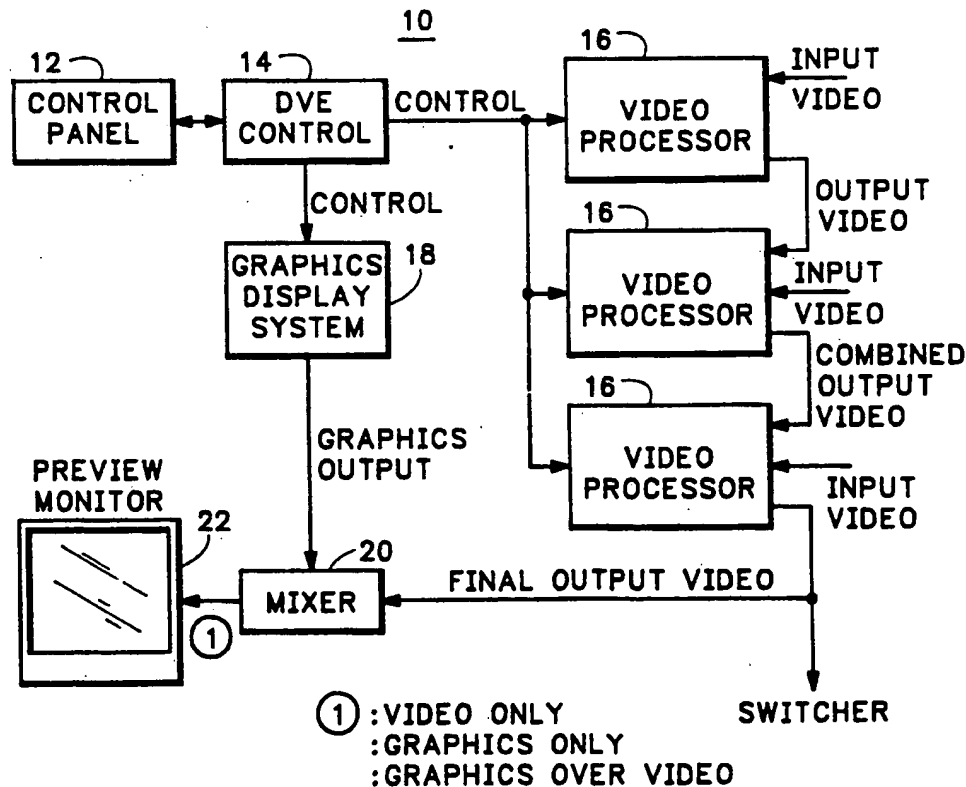 10
12
CONTROL
PANEL
14
DVE
CONTROL
CONTROL
16
VIDEO
PROCESSOR
INPUT
VIDEO
OUTPUT
VIDEO
CONTROL
16
VIDEO
PROCESSOR
INPUT
VIDEO
18
GRAPHICS
DISPLAY
SYSTEM
COMBINED
OUTPUT
VIDEO
16
VIDEO
PROCESSOR
INPUT
VIDEO
GRAPHICS
OUTPUT
PREVIEW
MONITOR
22
20
MIXER
FINAL OUTPUT VIDEO
1
SWITCHER
1 :VIDEO ONLY
:GRAPHICS ONLY
:GRAPHICS OVER VIDEO